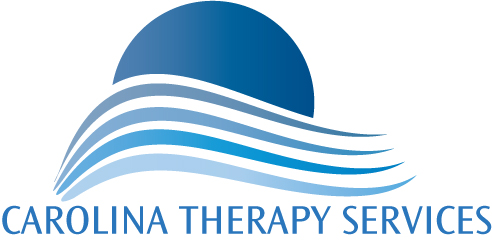 CAROLINA THERAPY SERVICES